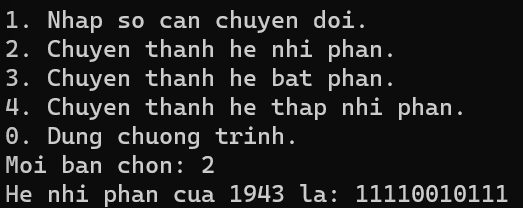 1. Nhap so can chuyen doi.
2. Chuyen thanh he nhi phan.
3. Chuyen thanh he bat phan.
4. Chuyen thanh he thap nhi phan.
0. Dung chuong trinh.
Moi ban chon: 2
He nhi phan cua 1943 la: 11110010111